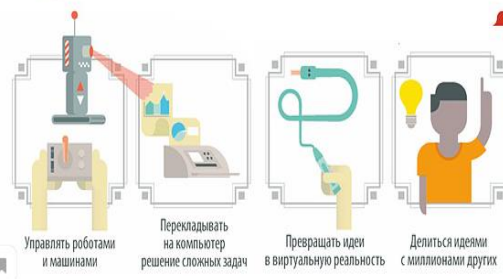 Управлять роботами
и машинами
Перекладывать
на компьютер
решение сложных задач
Превращать идеи
в виртуальную реальность
Делиться идеями
с миллионами других